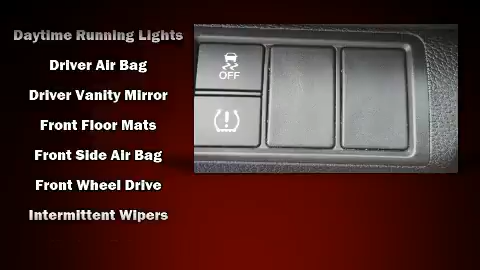 Daytime Running Lights
Driver Air Bag
Driver Vanity Mirror
Front Floor Mats
Front Side Air Bag
Front Wheel Drive
Intermittent Wipers
OFF